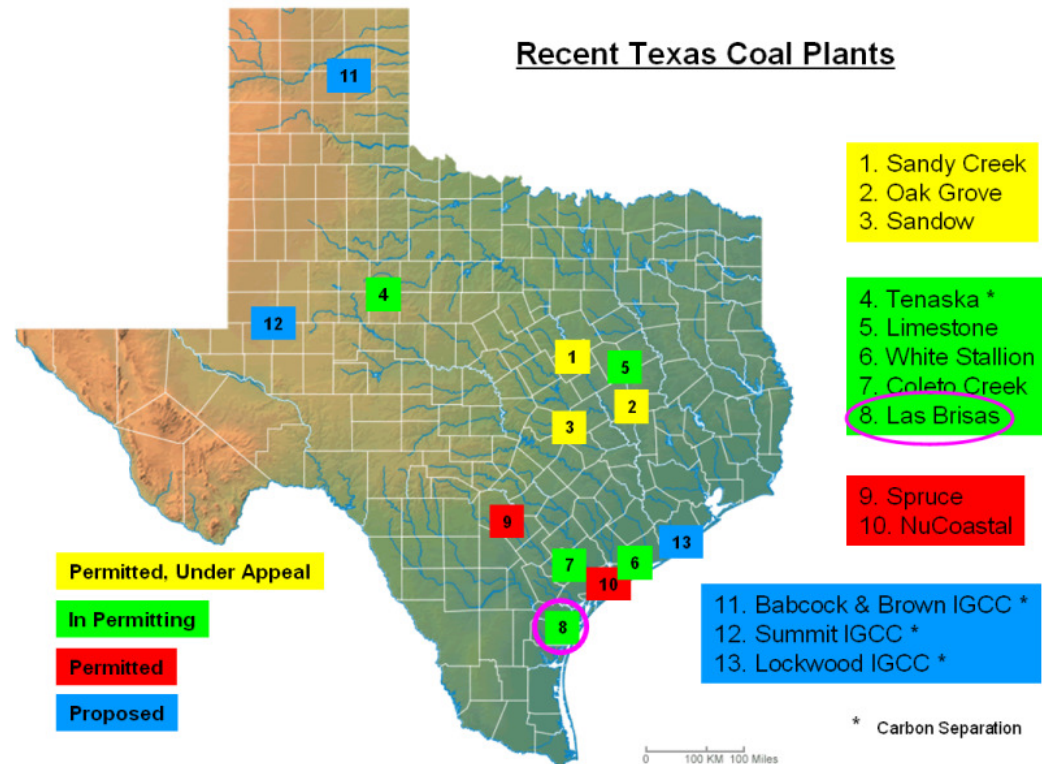 Recent Texas Coal Plants
11
4
12
1
5
2
3
9
13
7
6
10
8
1. Sandy Creek
2. Oak Grove
3. Sandow
4. Tenaska *
5. Limestone
6. White Stallion
7. Coleto Creek
8. Las Brisas
9. Spruce
10. NuCoastal
11. Babcock & Brown IGCC *
12. Summit IGCC *
13. Lockwood IGCC *
* Carbon Separation
Permitted, Under Appeal
In Permitting
Permitted
Proposed
0 100 KM 100 Miles